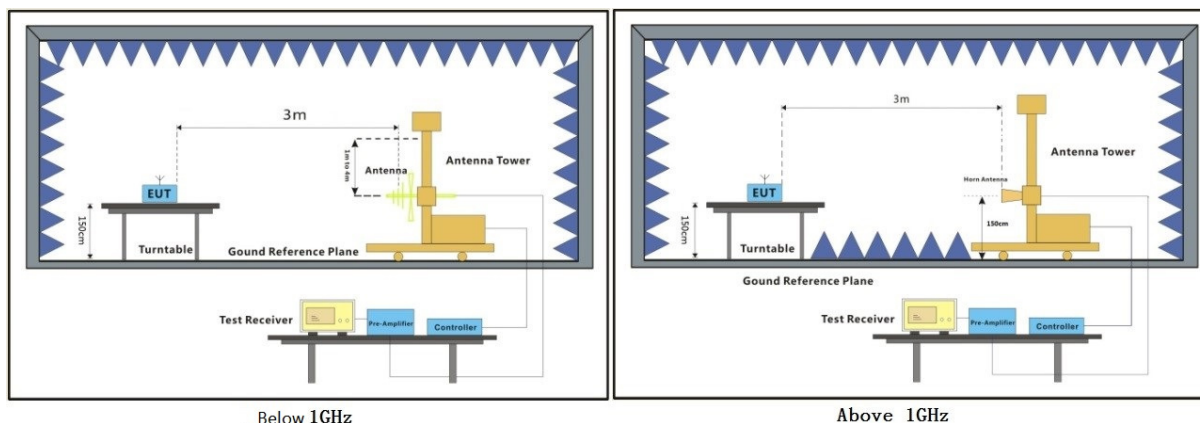 3m
1m to 4m
Antenna
Antenna Tower
EUT
150cm
Turntable
Gound Reference Plane
Test Receiver
Pre-Amplifier
Controller
Below 1GHz
3m
Antenna Tower
Horn Antenna
EUT
150cm
150cm
Turntable
Gound Reference Plane
Test Receiver
Pre-Amplifier
Controller
Above 1GHz